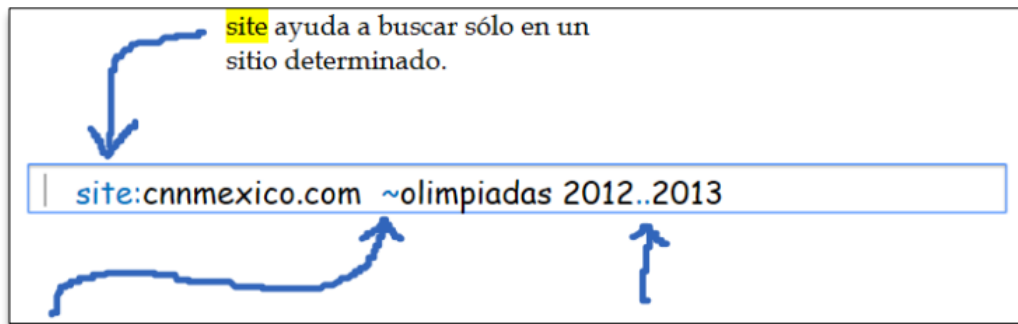 site ayuda a buscar sólo en un
sitio determinado.
site:cnnmexico.com ~olimpiadas 2012..2013